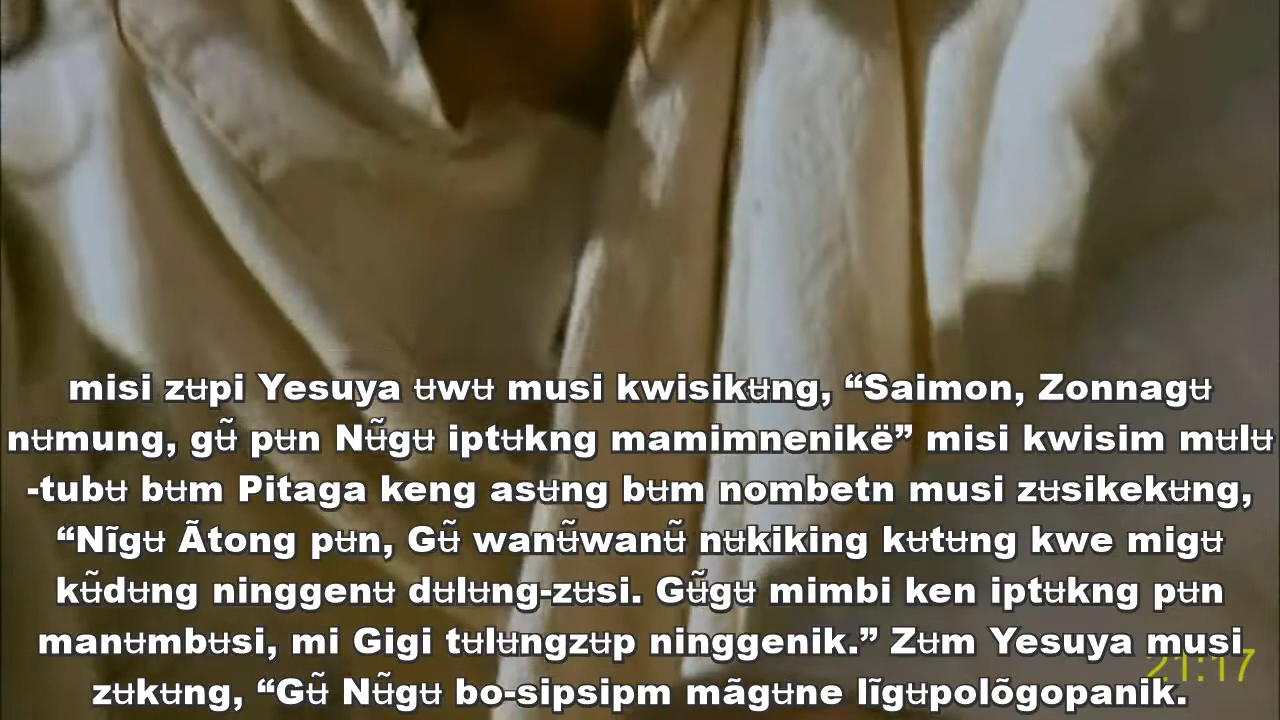 misi zʉpi Yesuya ʉwʉ musi kwisikʉng, “Saimon, Zonnagʉ
nʉmung, gʉ̃ pʉn Nʉ̃gʉ iptʉkng mamimnenikë” misi kwisim mʉlʉ
-tubʉ bʉm Pitaga keng asʉng bʉm nombetn musi zʉsikekʉng,
“Nĩgʉ Ãtong pʉn, Gʉ̃ wanʉ̃wanʉ̃ nʉkiking kʉtʉng kwe migʉ
kʉ̃dʉng ninggenʉ dʉlʉng-zʉsi. Gʉ̃gʉ mimbi ken iptʉkng pʉn
manʉmbʉsi, mi Gigi tʉlʉngzʉp ninggenik.” Zʉm Yesuya musi
zʉkʉng, “Gʉ̃ Nʉ̃gʉ bo-sipsipm mãgʉne lĩgʉpolõgopanik.
21:17